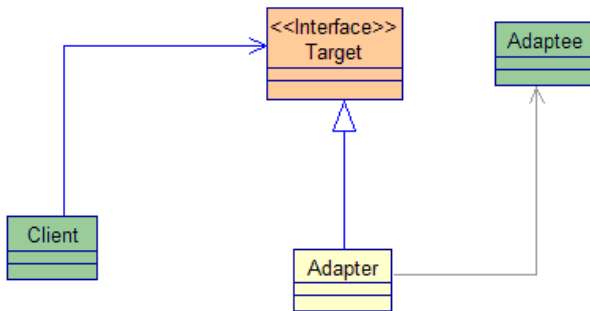 <<Interface>>
Target
Adaptee
Client
Adapter